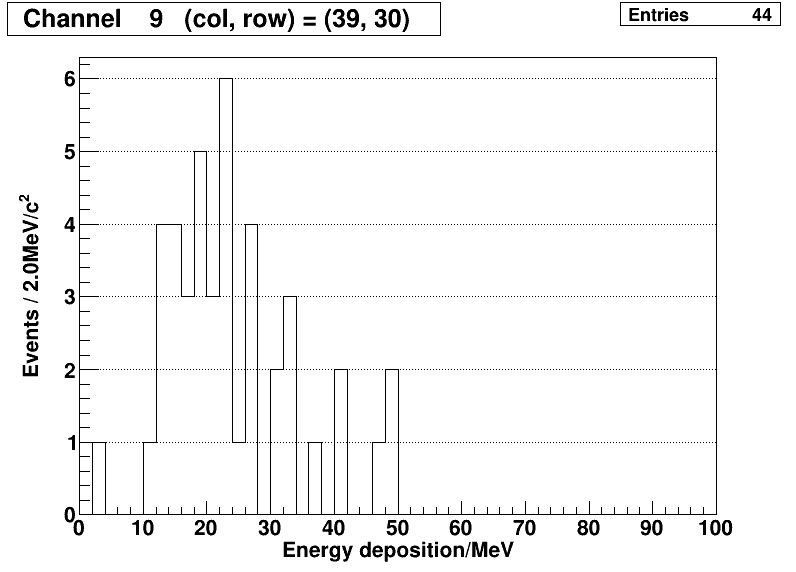 Channel 9 (col, row) = (39, 30)
Entries 44
6
5
4
3
2
1
0
Events / 2.0MeV/c²
0 10 20 30 40 50 60 70 80 90 100
Energy deposition/MeV